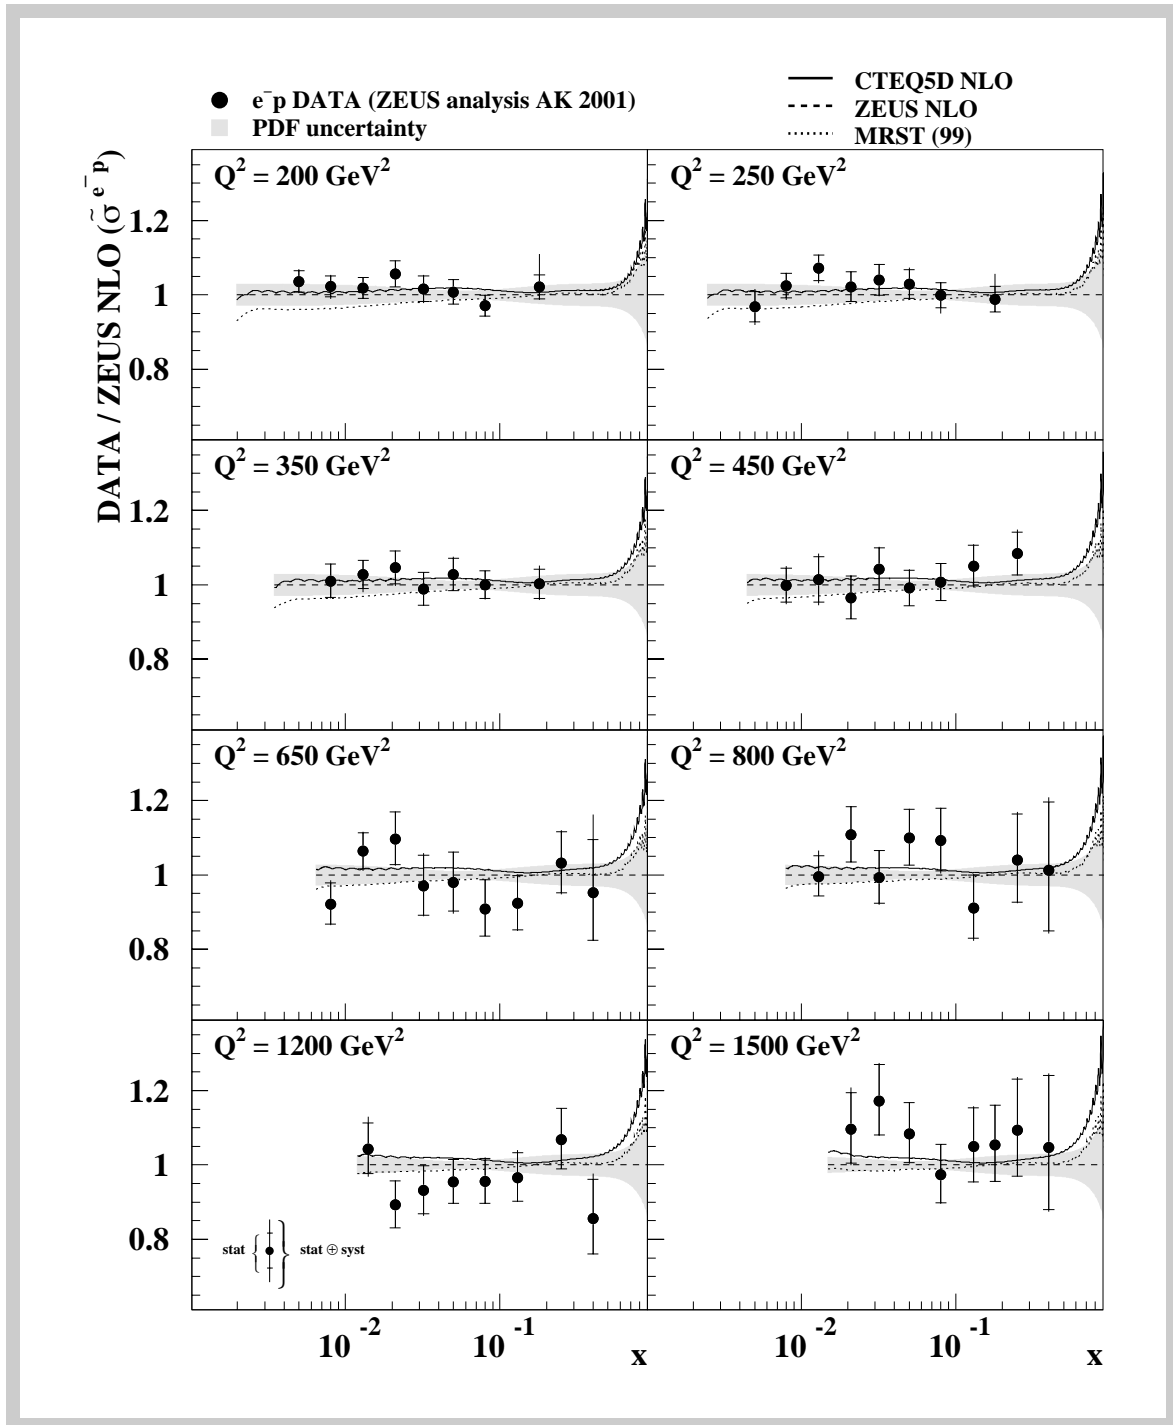 e⁻p DATA (ZEUS analysis AK 2001)
PDF uncertainty
CTEQ5D NLO
ZEUS NLO
MRST (99)
DATA / ZEUS NLO (σ̃ e⁻p)
Q² = 200 GeV²
Q² = 250 GeV²
1.2
1
0.8
Q² = 350 GeV²
Q² = 450 GeV²
1.2
1
0.8
Q² = 650 GeV²
Q² = 800 GeV²
1.2
1
0.8
Q² = 1200 GeV²
Q² = 1500 GeV²
1.2
1
0.8
stat { } stat ⊕ syst
10⁻² 10⁻¹ x
10⁻² 10⁻¹ x